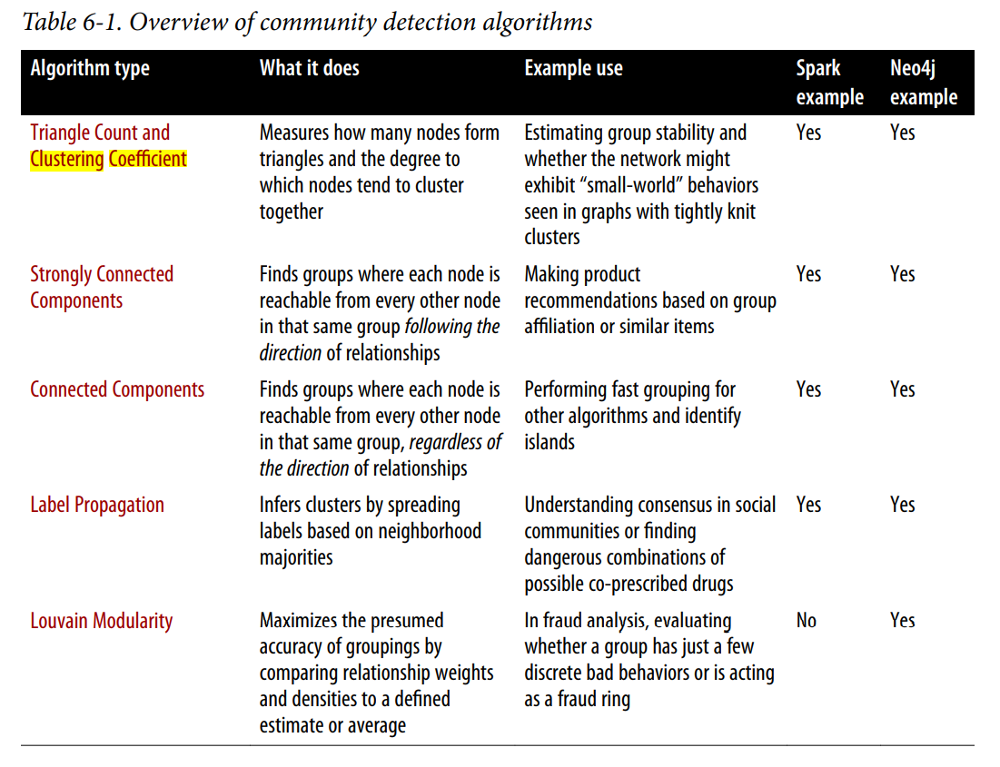 Table 6-1. Overview of community detection algorithms
Algorithm type What it does Example use Spark example Neo4j example
Triangle Count and
Clustering Coefficient
Measures how many nodes form
triangles and the degree to
which nodes tend to cluster
together
Estimating group stability and
whether the network might
exhibit “small-world” behaviors
seen in graphs with tightly knit
clusters
Yes
Yes
Strongly Connected
Components
Finds groups where each node is
reachable from every other node
in that same group following the
direction of relationships
Making product
recommendations based on group
affiliation or similar items
Yes
Yes
Connected Components
Finds groups where each node is
reachable from every other node
in that same group, regardless of
the direction of relationships
Performing fast grouping for
other algorithms and identify
islands
Yes
Yes
Label Propagation
Infers clusters by spreading
labels based on neighborhood
majorities
Understanding consensus in social
communities or finding
dangerous combinations of
possible co-prescribed drugs
Yes
Yes
Louvain Modularity
Maximizes the presumed
accuracy of groupings by
comparing relationship weights
and densities to a defined
estimate or average
In fraud analysis, evaluating
whether a group has just a few
discrete bad behaviors or is acting
as a fraud ring
No
Yes